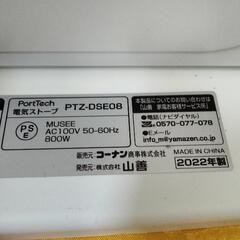 PortTech
電気ストーブ PTZ-DSE08
PSE
MUSEE
AC100V 50-60Hz
800W
販売元 コーナン商事株式会社
発売元 株式会社 山善
本製品についてのお問い合わせは
山善 家電お客様サービス係
●電話(ナビダイヤル)
0570-077-078
●Eメール
info@yamazen.co.jp
MADE IN CHINA
2022年製